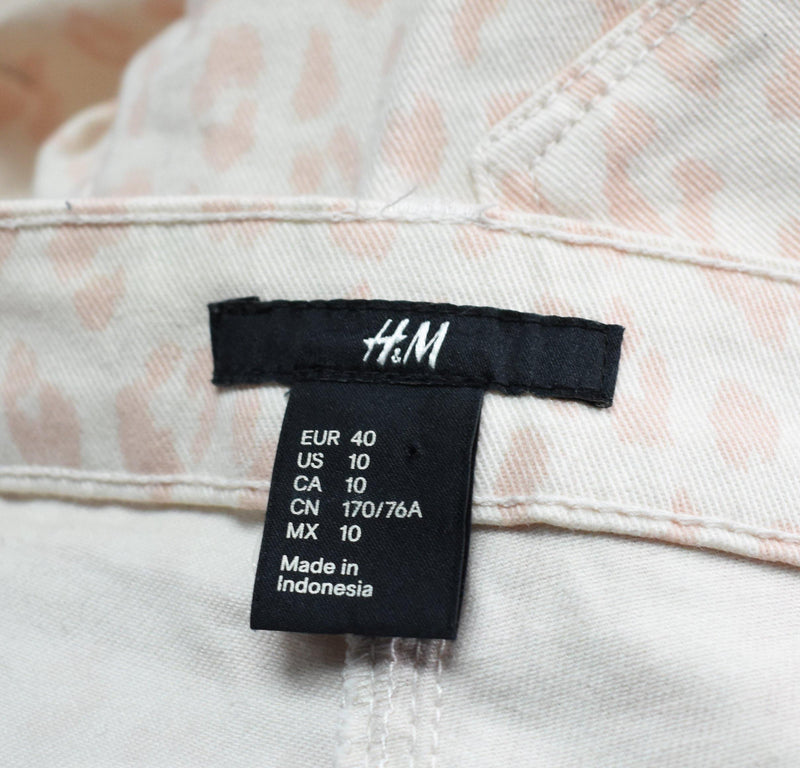 H&M
EUR 40
US 10
CA 10
CN 170/76A
MX 10
Made in
Indonesia